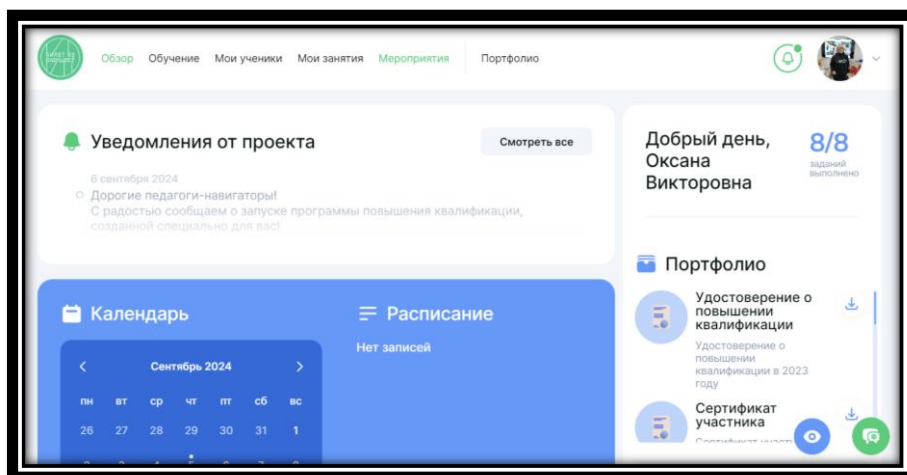 БИЛЕТ В БУДУЩЕЕ
Обзор Обучение Мои ученики Мои занятия Мероприятия Портфолио
Уведомления от проекта
Смотреть все
6 сентября 2024
Дорогие педагоги-навигаторы!
С радостью сообщаем о запуске программы повышения квалификации,
созданной специально для вас!
Добрый день,
Оксана
Викторовна
8/8
заданий
выполнено
Календарь
Сентябрь 2024
пн вт ср чт пт сб вс
26 27 28 29 30 31 1
Расписание
Нет записей
Портфолио
Удостоверение о
повышении
квалификации
Удостоверение о
повышении
квалификации в 2023
году
Сертификат
участника